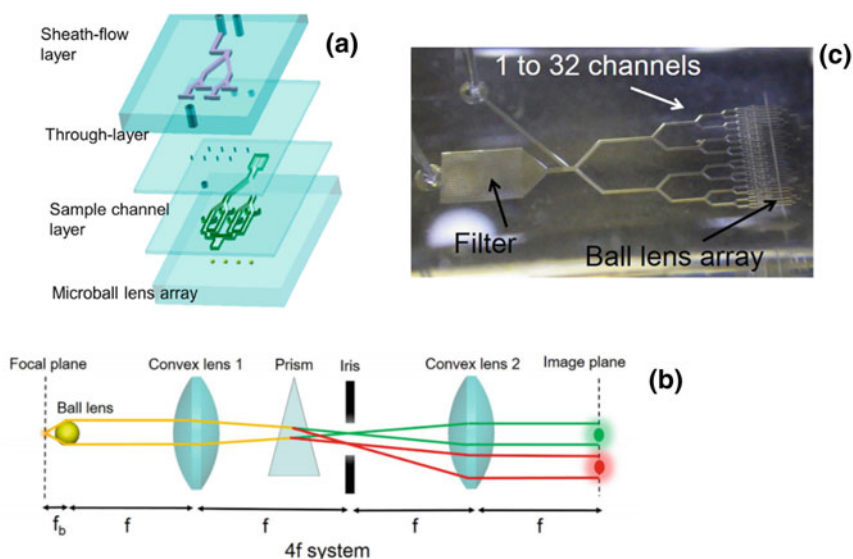 Sheath-flow
layer
(a)
Through-layer
Sample channel
layer
Microball lens array
1 to 32 channels
(c)
Filter
Ball lens array
Focal plane
Convex lens 1
Prism
Iris
Convex lens 2
Image plane
(b)
Ball lens
fb
f
f
f
f
4f system